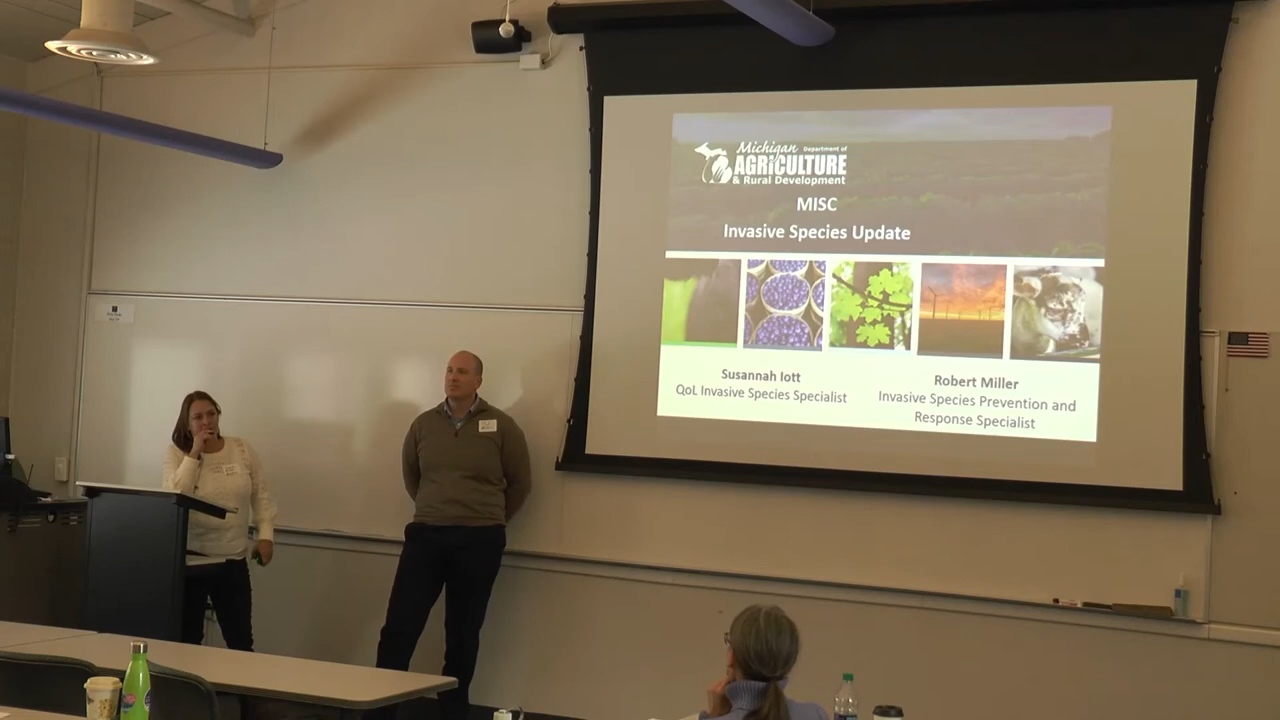 Michigan Department of
AGRICULTURE
& Rural Development
MISC
Invasive Species Update
Susannah Iott
QoL Invasive Species Specialist
Robert Miller
Invasive Species Prevention and
Response Specialist